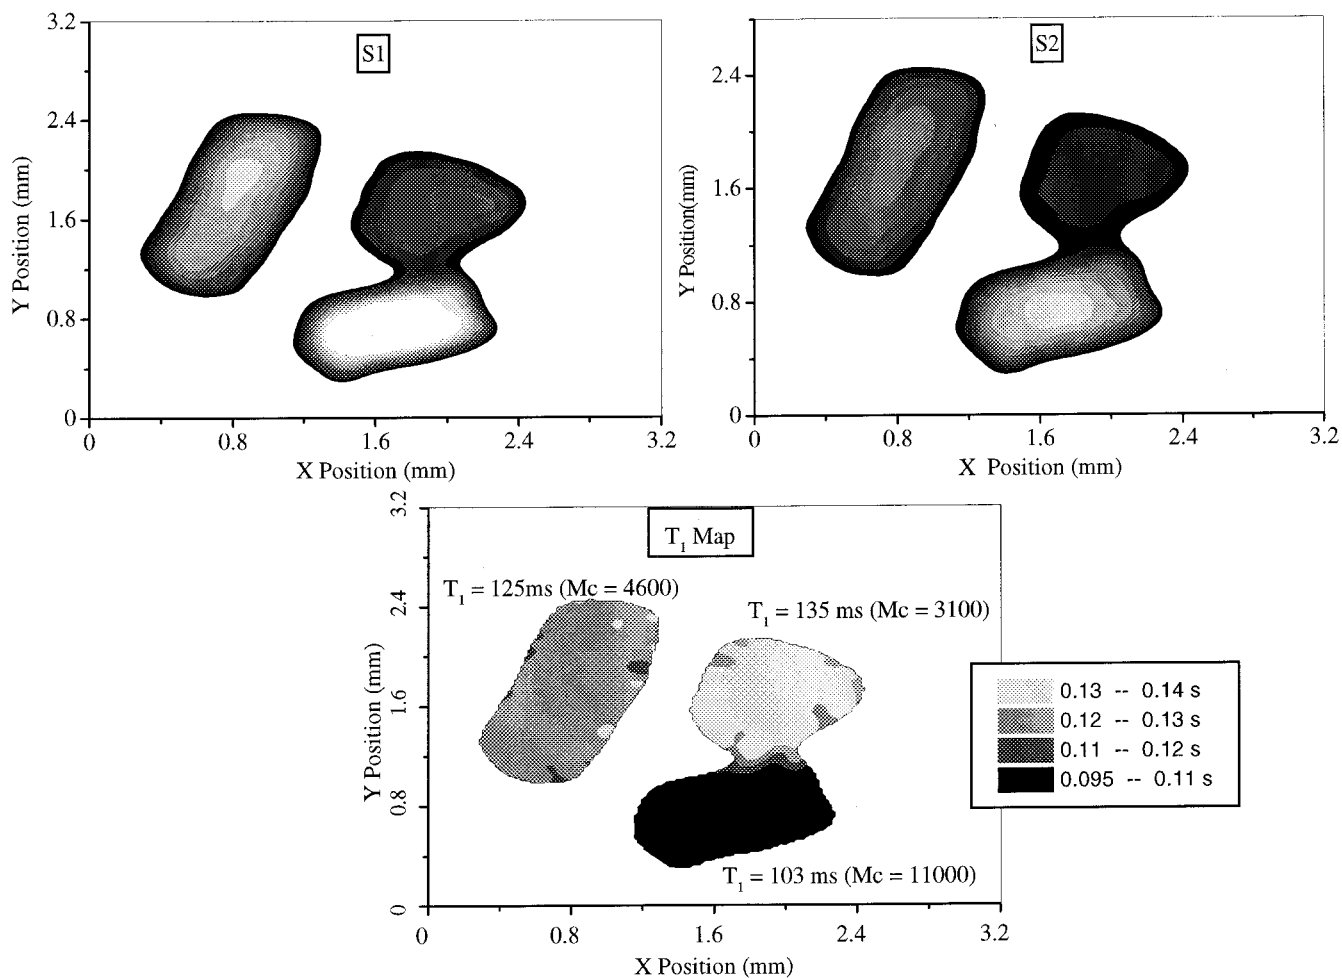 S1
3.2
2.4
1.6
0.8
0
Y Position (mm)
0 0.8 1.6 2.4 3.2
X Position (mm)
S2
2.4
1.6
0.8
0
Y Position(mm)
0 0.8 1.6 2.4 3.2
X Position (mm)
T1 Map
3.2
2.4
1.6
0.8
0
Y Position (mm)
T1 = 125ms (Mc = 4600)
T1 = 135 ms (Mc = 3100)
T1 = 103 ms (Mc = 11000)
0 0.8 1.6 2.4 3.2
X Position (mm)
0.13 -- 0.14 s
0.12 -- 0.13 s
0.11 -- 0.12 s
0.095 -- 0.11 s